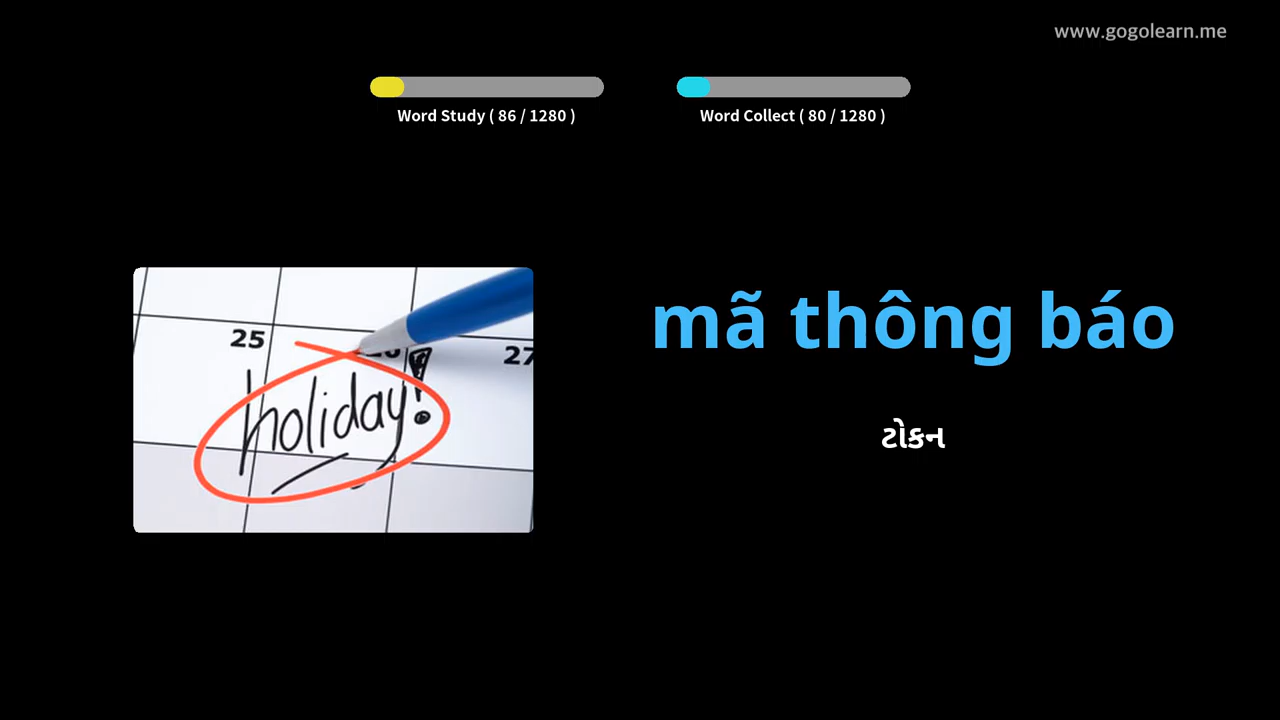 www.gogolearn.me
Word Study ( 86 / 1280 )
Word Collect ( 80 / 1280 )
25
27
holiday!
mã thông báo
ટોકન